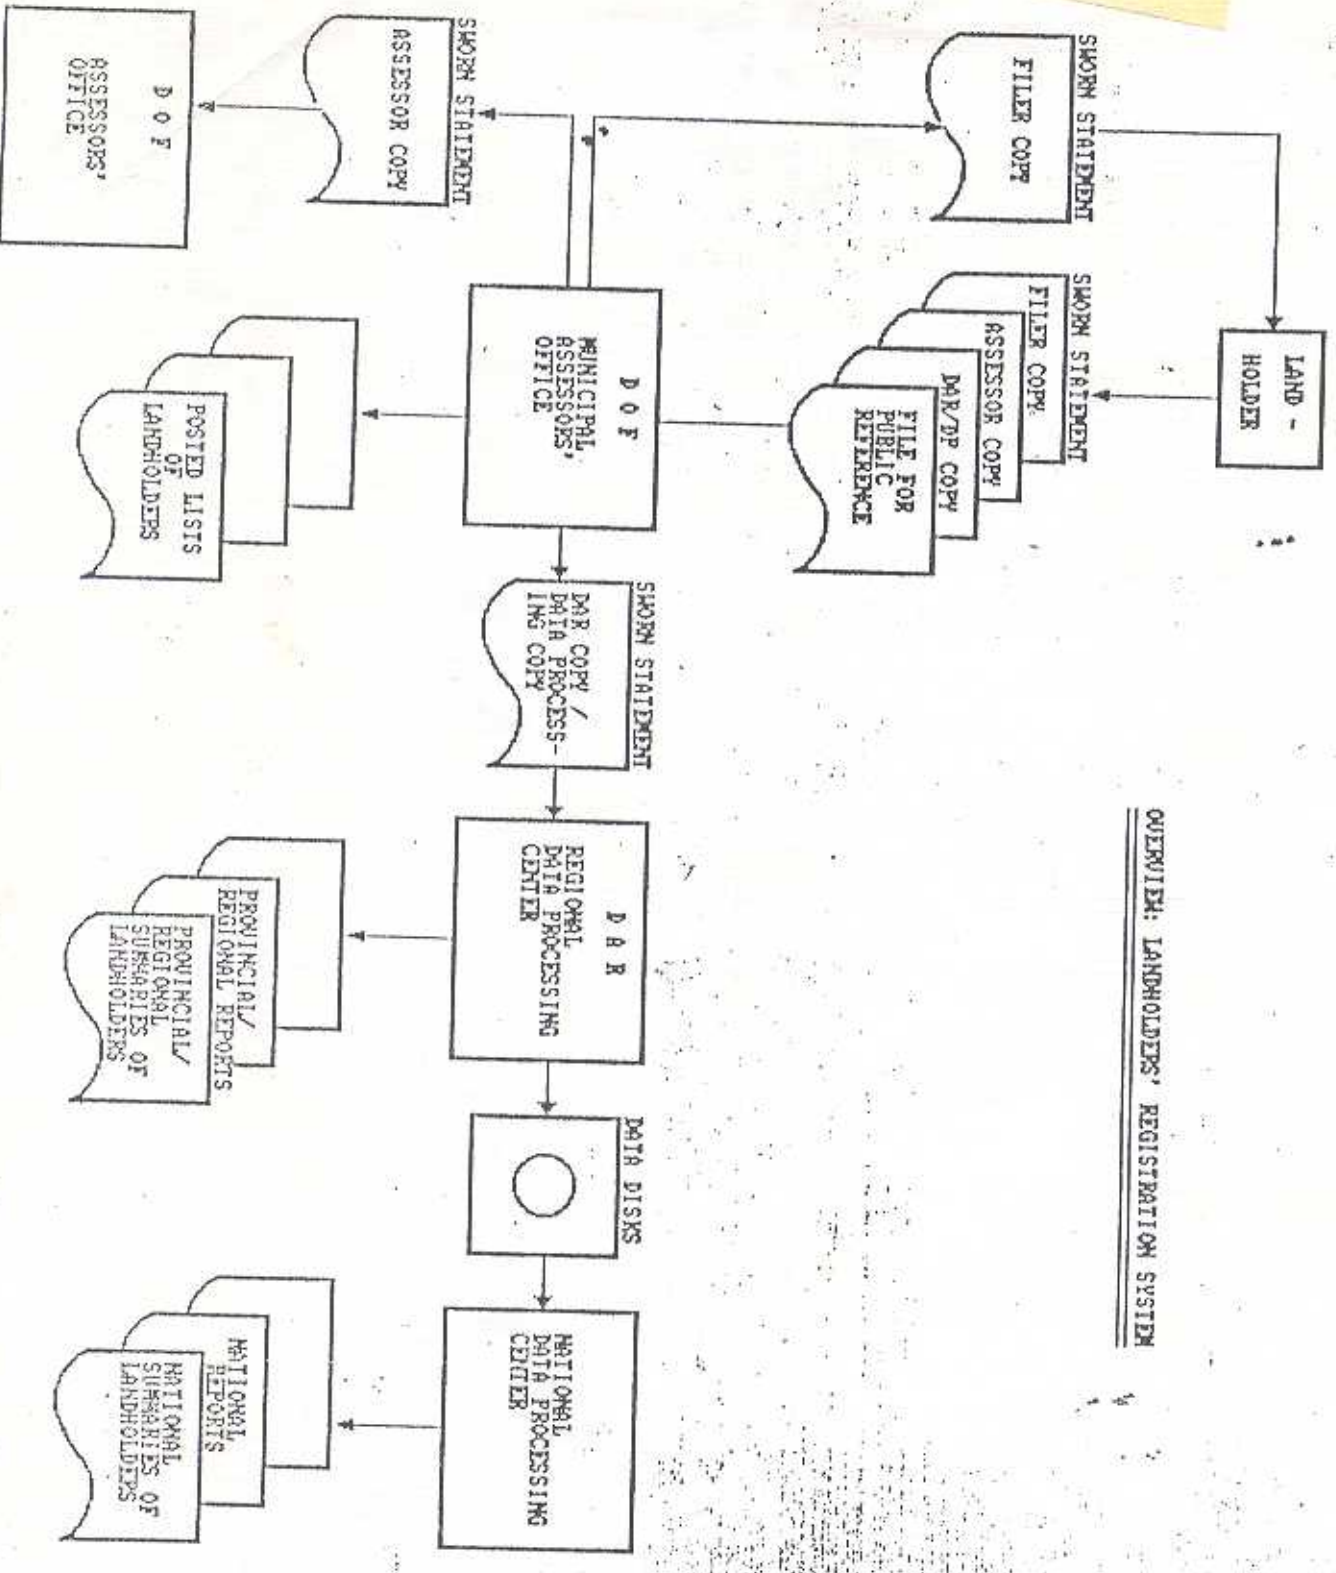 OVERVIEW: LANDHOLDERS' REGISTRATION SYSTEM
LAND -
HOLDER
SWORN STATEMENT
FILER COPY
SWORN STATEMENT
FILER COPY
ASSESSOR COPY
DAR/DP COPY
FILE FOR
PUBLIC
REFERENCE
SWORN STATEMENT
ASSESSOR COPY
D O F
ASSESSORS'
OFFICE
D O F
MUNICIPAL
ASSESSORS'
OFFICE
SWORN STATEMENT
DAR COPY /
DATA PROCESS-
ING COPY
D A R
REGIONAL
DATA PROCESSING
CENTER
DATA DISKS
NATIONAL
DATA PROCESSING
CENTER
POSTED LISTS
OF
LANDHOLDERS
PROVINCIAL/
REGIONAL REPORTS
PROVINCIAL/
REGIONAL
SUMMARIES OF
LANDHOLDERS
NATIONAL
REPORTS
NATIONAL
SUMMARIES OF
LANDHOLDERS